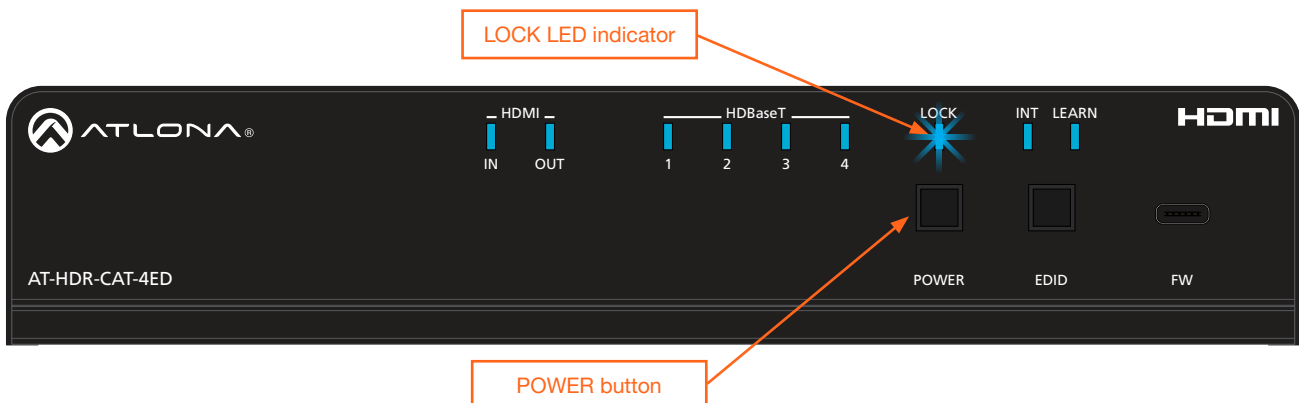 LOCK LED indicator
ATLONA®
HDMI
HDBaseT
LOCK
INT LEARN
HDMI
IN OUT
1 2 3 4
AT-HDR-CAT-4ED
POWER
EDID
FW
POWER button